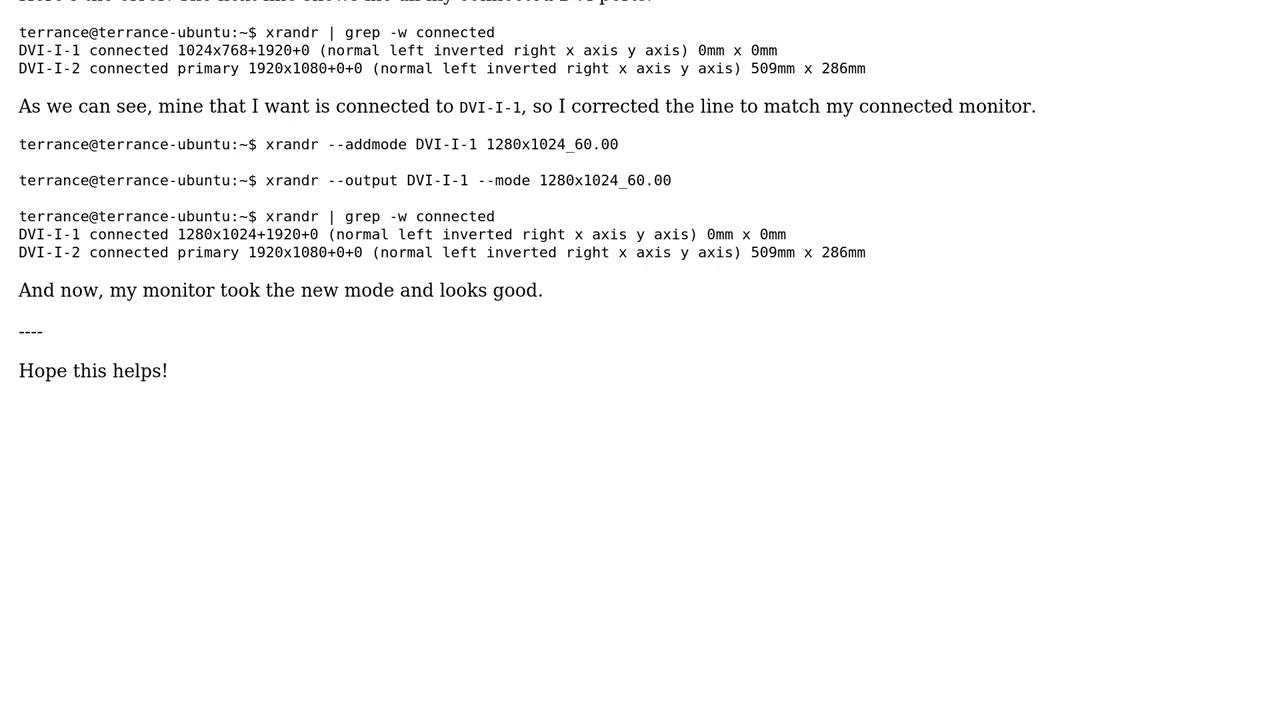 terrance@terrance-ubuntu:~$ xrandr | grep -w connected
DVI-I-1 connected 1024x768+1920+0 (normal left inverted right x axis y axis) 0mm x 0mm
DVI-I-2 connected primary 1920x1080+0+0 (normal left inverted right x axis y axis) 509mm x 286mm
As we can see, mine that I want is connected to DVI-I-1, so I corrected the line to match my connected monitor.
terrance@terrance-ubuntu:~$ xrandr --addmode DVI-I-1 1280x1024_60.00
terrance@terrance-ubuntu:~$ xrandr --output DVI-I-1 --mode 1280x1024_60.00
terrance@terrance-ubuntu:~$ xrandr | grep -w connected
DVI-I-1 connected 1280x1024+1920+0 (normal left inverted right x axis y axis) 0mm x 0mm
DVI-I-2 connected primary 1920x1080+0+0 (normal left inverted right x axis y axis) 509mm x 286mm
And now, my monitor took the new mode and looks good.
----
Hope this helps!